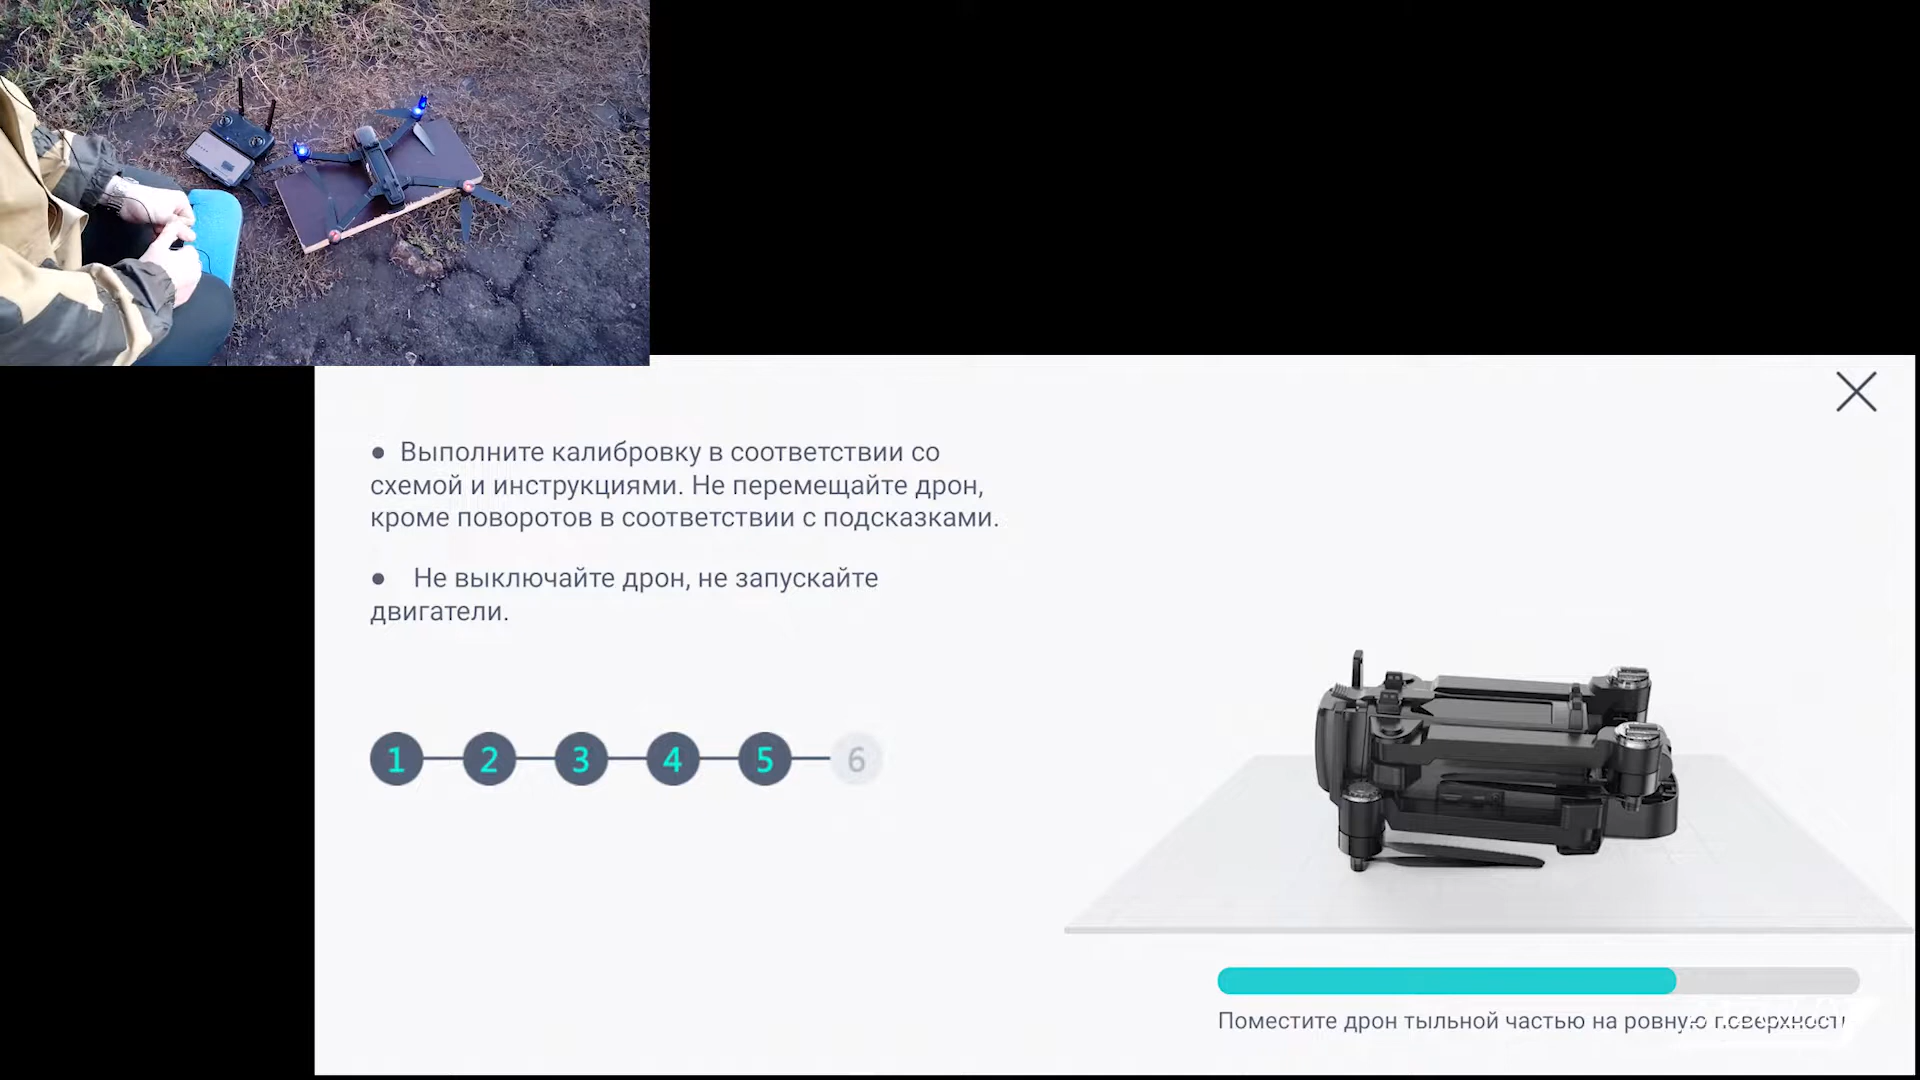 ● Выполните калибровку в соответствии со
схемой и инструкциями. Не перемещайте дрон,
кроме поворотов в соответствии с подсказками.
● Не выключайте дрон, не запускайте
двигатели.
1 2 3 4 5 6
Поместите дрон тыльной частью на ровную поверхность